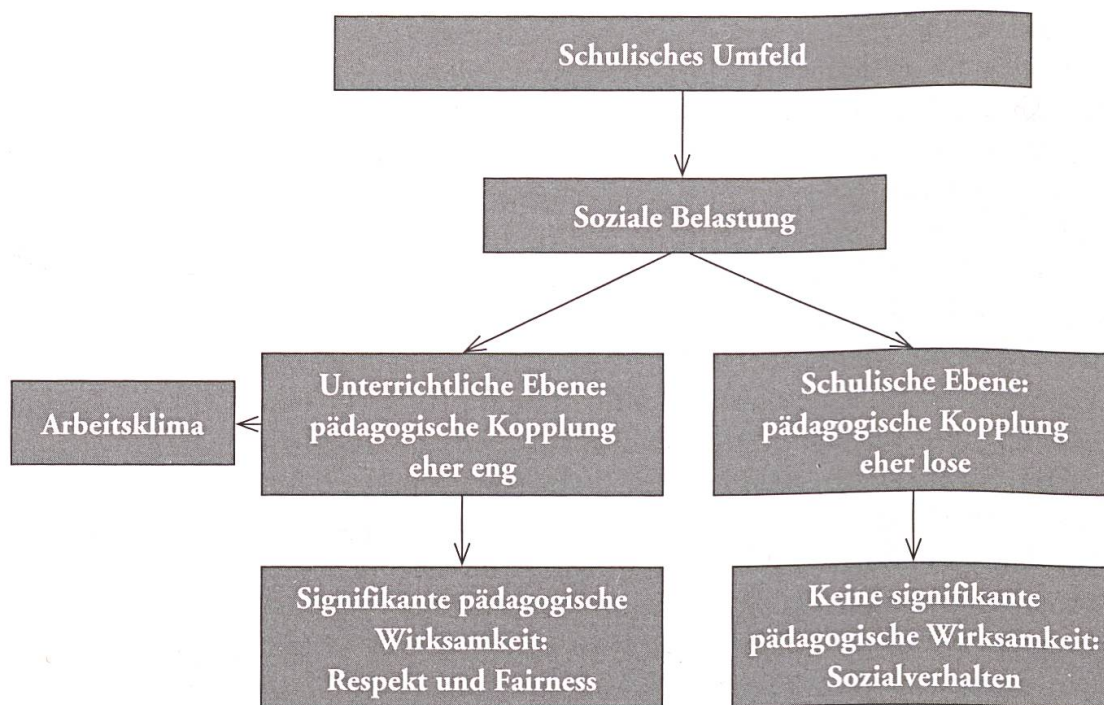 Schulisches Umfeld
Soziale Belastung
Arbeitsklima
Unterrichtliche Ebene:
pädagogische Kopplung
eher eng
Schulische Ebene:
pädagogische Kopplung
eher lose
Signifikante pädagogische
Wirksamkeit:
Respekt und Fairness
Keine signifikante
pädagogische Wirksamkeit:
Sozialverhalten